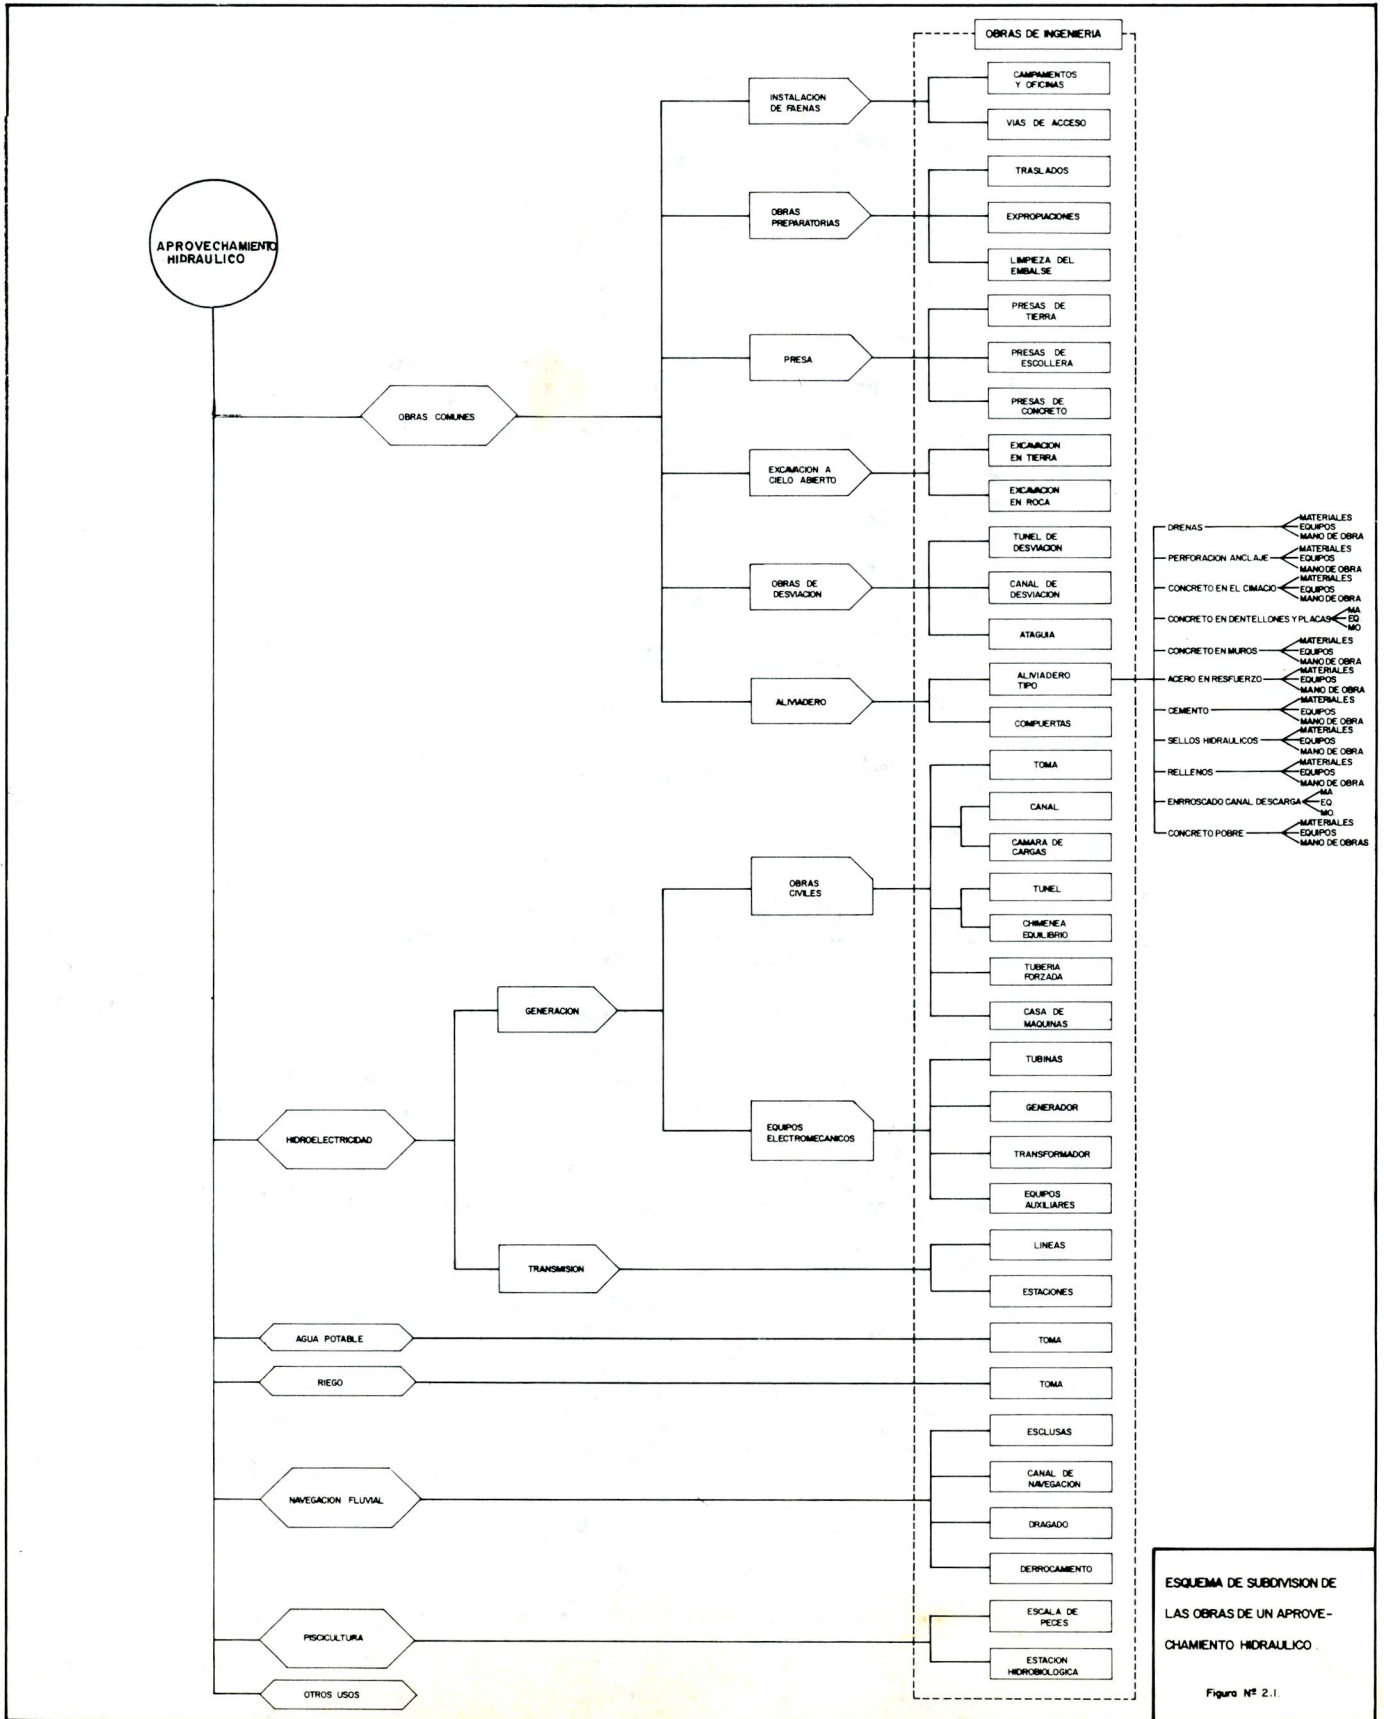 OBRAS DE INGENIERIA
APROVECHAMIENTO
HIDRAULICO
OBRAS COMUNES
INSTALACION
DE FAENAS
CAMPAMENTOS
Y OFICINAS
VIAS DE ACCESO
OBRAS
PREPARATORIAS
TRASLADOS
EXPROPIACIONES
LIMPIEZA DEL
EMBALSE
PRESA
PRESAS DE
TIERRA
PRESAS DE
ESCOLLERA
PRESAS DE
CONCRETO
EXCAVACION A
CIELO ABIERTO
EXCAVACION
EN TIERRA
EXCAVACION
EN ROCA
OBRAS DE
DESVIACION
TUNEL DE
DESVIACION
CANAL DE
DESVIACION
ATAGUIA
ALIVIADERO
ALIVIADERO
TIPO
COMPUERTAS
DRENAS
MATERIALES
EQUIPOS
MANO DE OBRA
PERFORACION ANCLAJE
MATERIALES
EQUIPOS
MANO DE OBRA
CONCRETO EN EL CIMACIO
MATERIALES
EQUIPOS
MANO DE OBRA
CONCRETO EN DENTELLONES Y PLACAS
MA
EQ
MO
CONCRETO EN MUROS
MATERIALES
EQUIPOS
MANO DE OBRA
ACERO EN RESFUERZO
MATERIALES
EQUIPOS
MANO DE OBRA
CEMENTO
MATERIALES
EQUIPOS
MANO DE OBRA
SELLOS HIDRAULICOS
MATERIALES
EQUIPOS
MANO DE OBRA
RELLENOS
MATERIALES
EQUIPOS
MANO DE OBRA
ENRROSCADO CANAL DESCARGA
MA
EQ.
MO
CONCRETO POBRE
MATERIALES
EQUIPOS
MANO DE OBRAS
HIDROELECTRICIDAD
GENERACION
OBRAS
CIVILES
TOMA
CANAL
CAMARA DE
CARGAS
TUNEL
CHIMENEA
EQUILIBRIO
TUBERIA
FORZADA
CASA DE
MAQUINAS
EQUIPOS
ELECTROMECANICOS
TUBINAS
GENERADOR
TRANSFORMADOR
EQUIPOS
AUXILIARES
TRANSMISION
LINEAS
ESTACIONES
AGUA POTABLE
TOMA
RIEGO
TOMA
NAVEGACION FLUVIAL
ESCLUSAS
CANAL DE
NAVEGACION
DRAGADO
DERROCAMIENTO
PISCICULTURA
ESCALA DE
PECES
ESTACION
HIDROBIOLOGICA
OTROS USOS
ESQUEMA DE SUBDIVISION DE
LAS OBRAS DE UN APROVE-
CHAMIENTO HIDRAULICO.
Figura Nº 2.1.